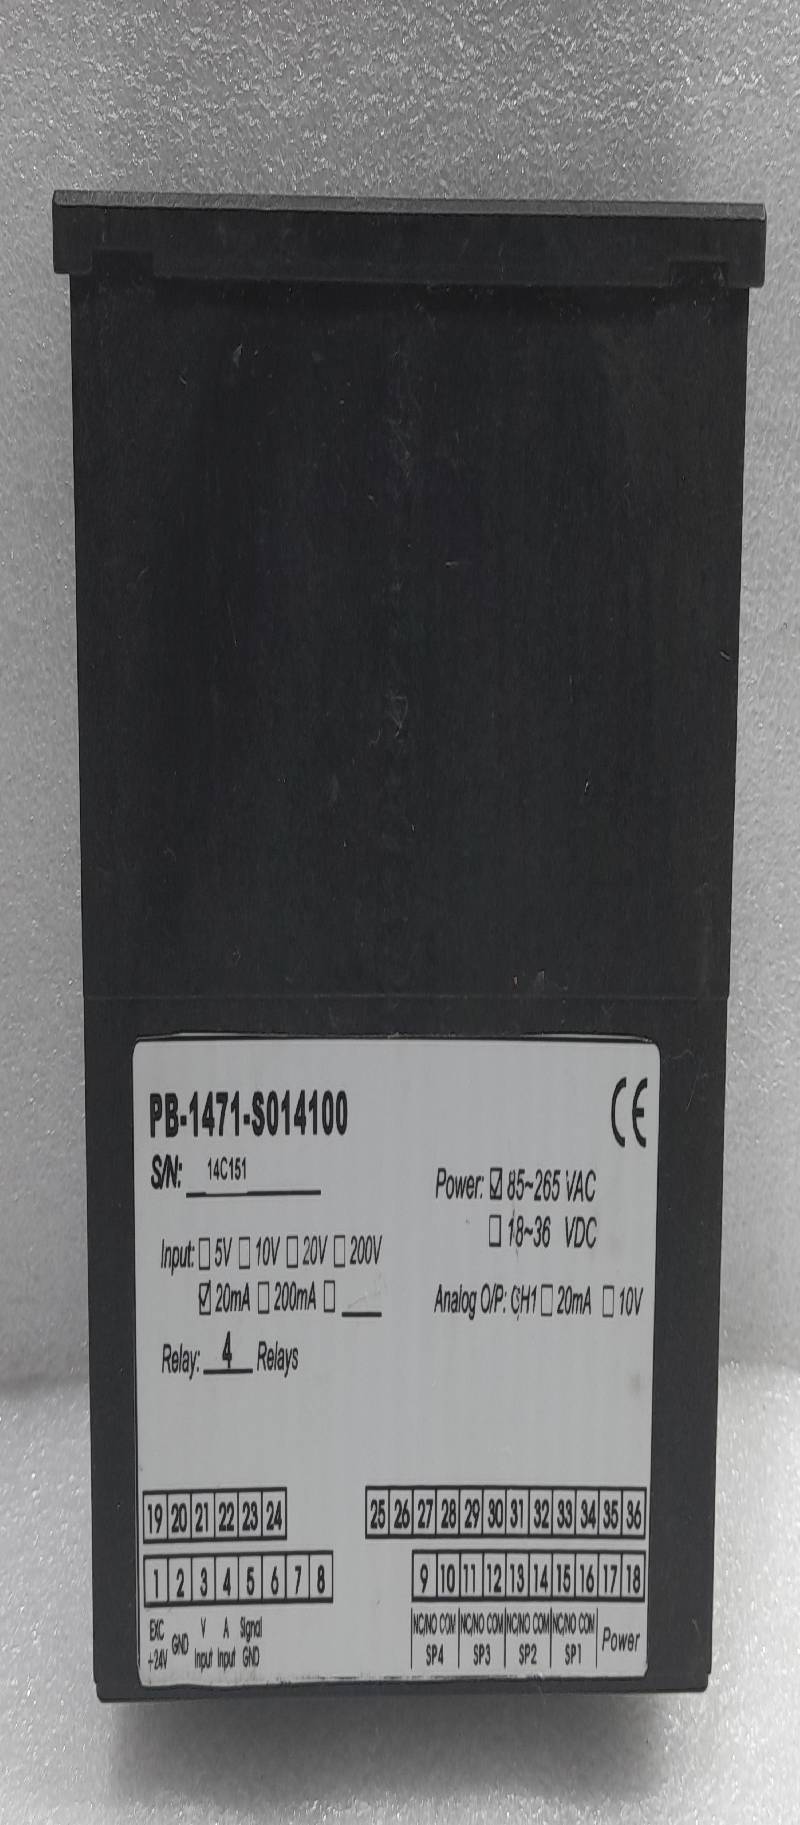 PB-1471-S014100
CE
S/N: 14C151
Power: ☑ 85~265 VAC
☐ 18~36 VDC
Input: ☐ 5V ☐ 10V ☐ 20V ☐ 200V
☑ 20mA ☐ 200mA ☐ ___
Analog O/P: CH1 ☐ 20mA ☐ 10V
Relay: 4 Relays
19 20 21 22 23 24
25 26 27 28 29 30 31 32 33 34 35 36
1 2 3 4 5 6 7 8
9 10 11 12 13 14 15 16 17 18
EXC +24V
GND
V Input
A Input
Signal GND
NC/NO COM NC/NO COM NC/NO COM NC/NO COM
SP4 SP3 SP2 SP1
Power